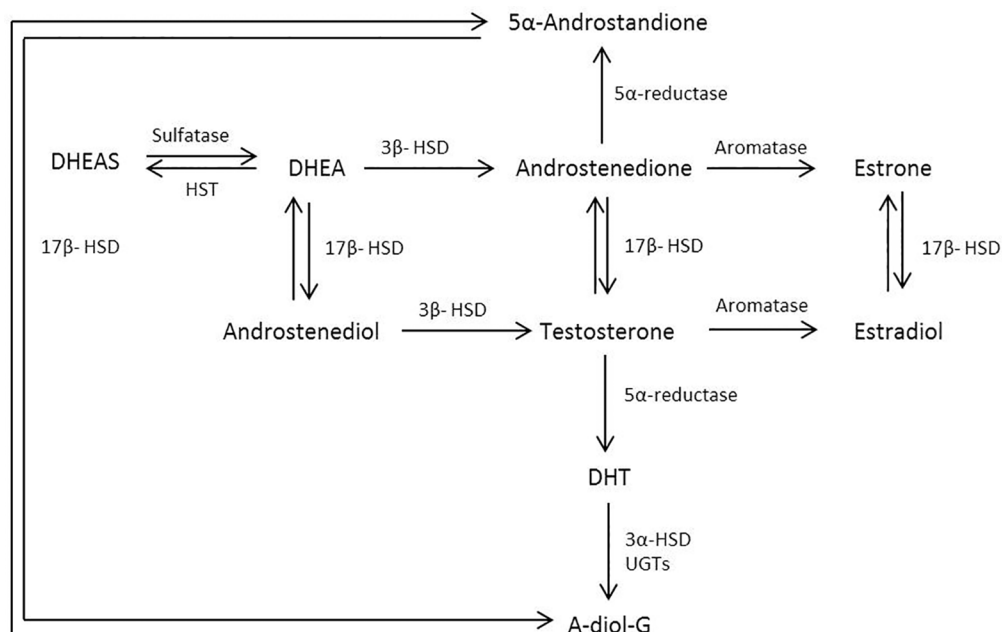 5α-Androstandione
5α-reductase
Sulfatase
3β- HSD
Aromatase
DHEAS
DHEA
Androstenedione
Estrone
HST
17β- HSD
17β- HSD
17β- HSD
17β- HSD
3β- HSD
Aromatase
Androstenediol
Testosterone
Estradiol
5α-reductase
DHT
3α-HSD
UGTs
A-diol-G